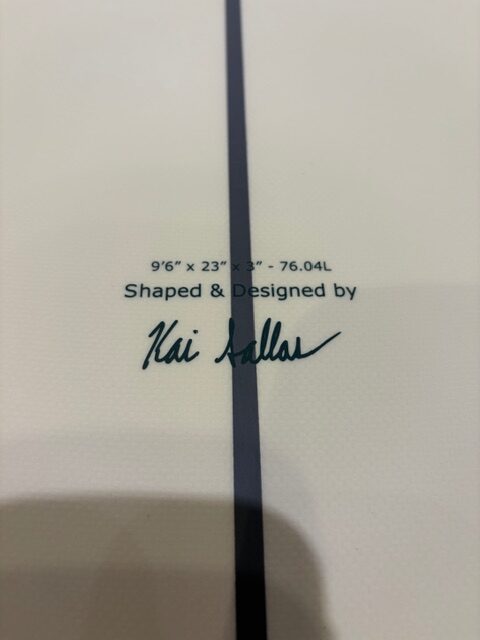 9'6" x 23" x 3" - 76.04L
Shaped & Designed by
Kai Sallas